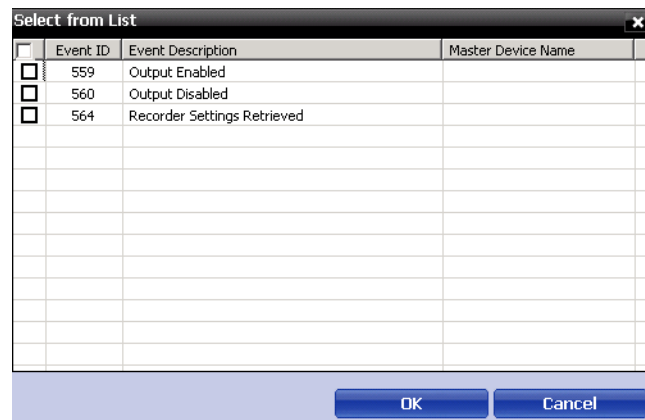 Select from List
Event ID Event Description Master Device Name
559 Output Enabled
560 Output Disabled
564 Recorder Settings Retrieved
OK Cancel